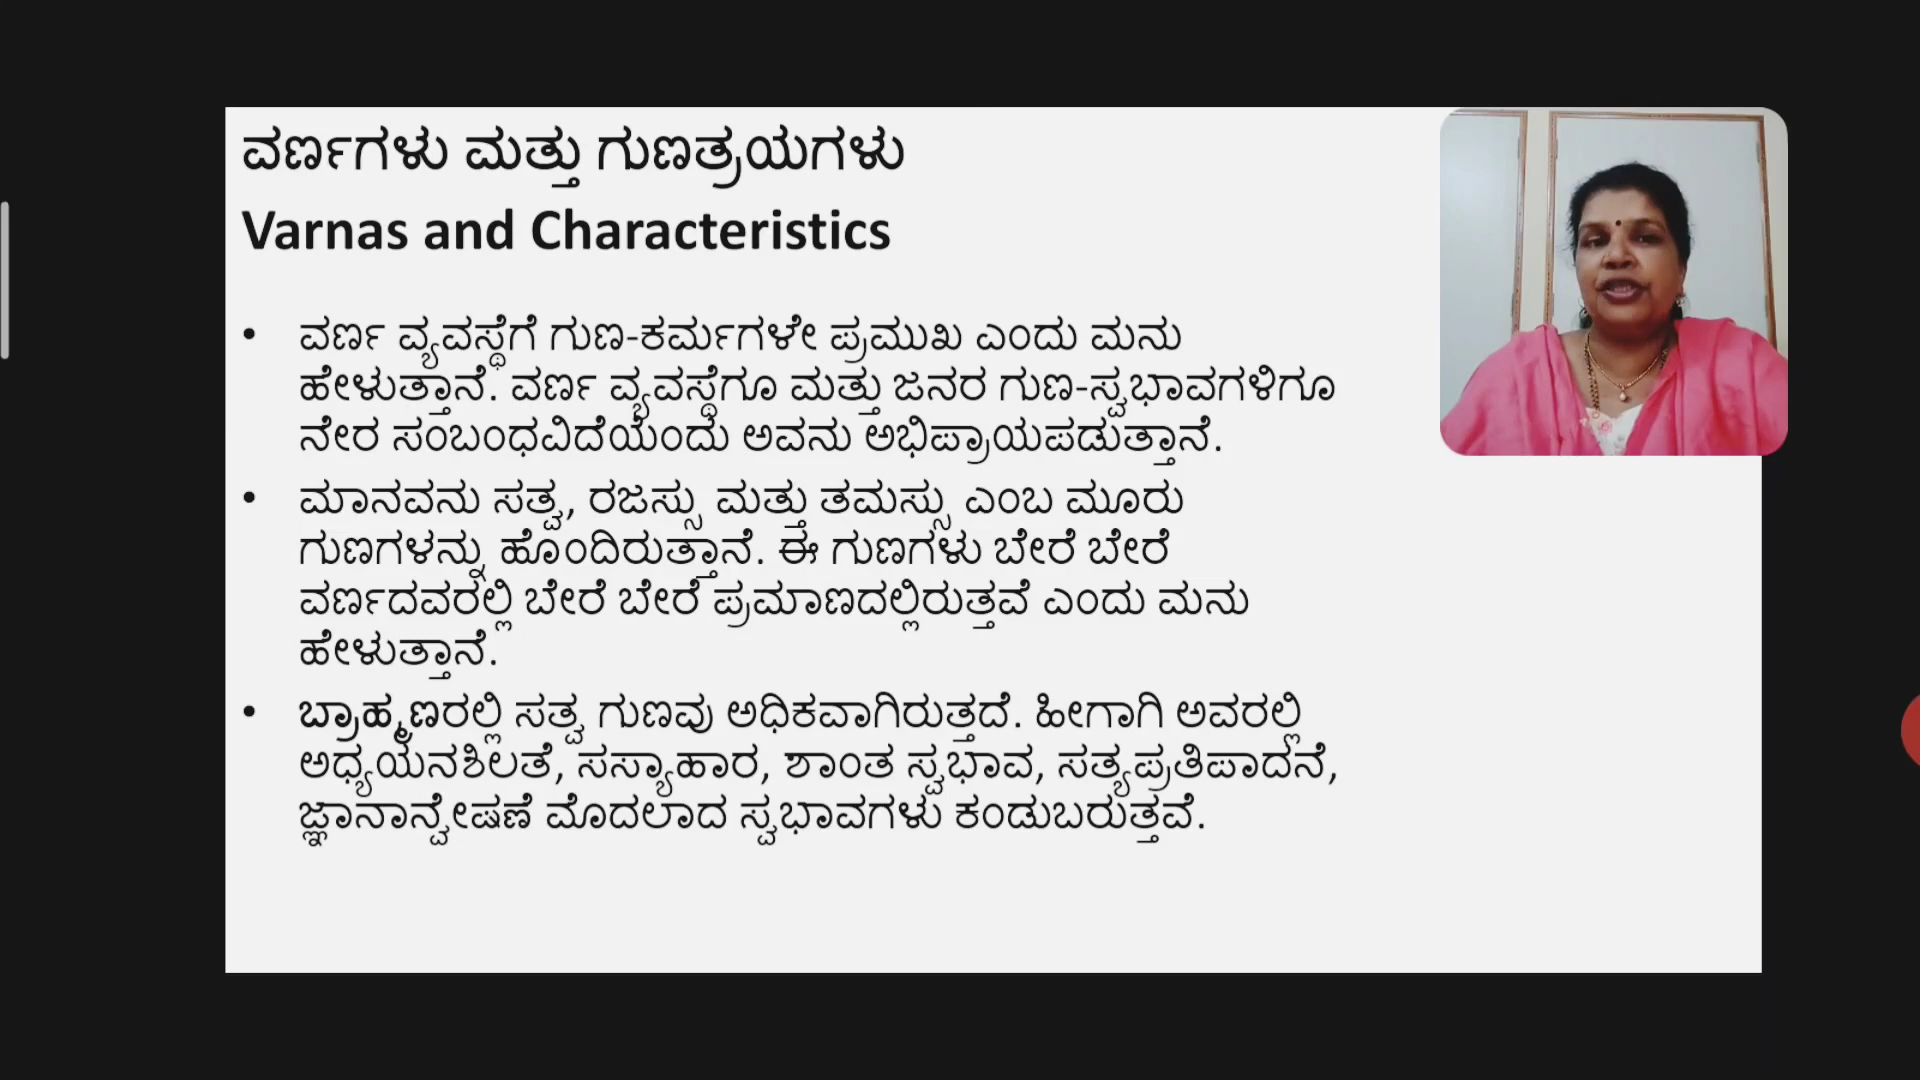 ವರ್ಣಗಳು ಮತ್ತು ಗುಣತ್ರಯಗಳು
Varnas and Characteristics
• ವರ್ಣ ವ್ಯವಸ್ಥೆಗೆ ಗುಣ-ಕರ್ಮಗಳೇ ಪ್ರಮುಖ ಎಂದು ಮನು
ಹೇಳುತ್ತಾನೆ. ವರ್ಣ ವ್ಯವಸ್ಥೆಗೂ ಮತ್ತು ಜನರ ಗುಣ-ಸ್ವಭಾವಗಳಿಗೂ
ನೇರ ಸಂಬಂಧವಿದೆಯೆಂದು ಅವನು ಅಭಿಪ್ರಾಯಪಡುತ್ತಾನೆ.
• ಮಾನವನು ಸತ್ವ, ರಜಸ್ಸು ಮತ್ತು ತಮಸ್ಸು ಎಂಬ ಮೂರು
ಗುಣಗಳನ್ನು ಹೊಂದಿರುತ್ತಾನೆ. ಈ ಗುಣಗಳು ಬೇರೆ ಬೇರೆ
ವರ್ಣದವರಲ್ಲಿ ಬೇರೆ ಬೇರೆ ಪ್ರಮಾಣದಲ್ಲಿರುತ್ತವೆ ಎಂದು ಮನು
ಹೇಳುತ್ತಾನೆ.
• ಬ್ರಾಹ್ಮಣರಲ್ಲಿ ಸತ್ವ ಗುಣವು ಅಧಿಕವಾಗಿರುತ್ತದೆ. ಹೀಗಾಗಿ ಅವರಲ್ಲಿ
ಅಧ್ಯಯನಶಿಲತೆ, ಸಸ್ಯಾಹಾರ, ಶಾಂತ ಸ್ವಭಾವ, ಸತ್ಯಪ್ರತಿಪಾದನೆ,
ಜ್ಞಾನಾನ್ವೇಷಣೆ ಮೊದಲಾದ ಸ್ವಭಾವಗಳು ಕಂಡುಬರುತ್ತವೆ.